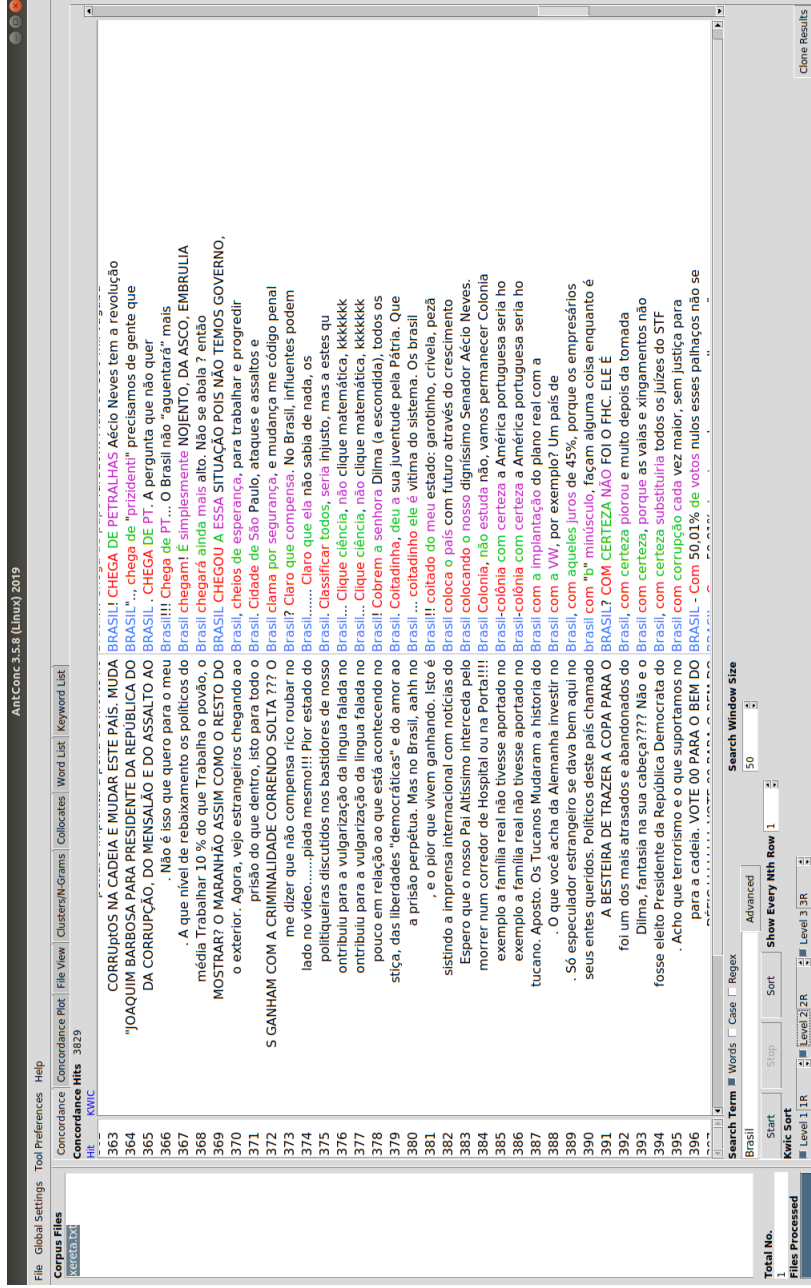 AntConc 3.5.8 (Linux) 2019
File Global Settings Tool Preferences Help
Corpus Files
xereta.txt
Concordance Concordance Plot File View Clusters/N-Grams Collocates Word List Keyword List
Concordance Hits 3829
Hit KWIC
363 CORRUptOS NA CADEIA E MUDAR ESTE PAÍS. MUDA BRASIL! CHEGA DE PETRALHAS Aécio Neves tem a revolução
364 "JOAQUIM BARBOSA PARA PRESIDENTE DA REPÚBLICA DO BRASIL".., chega de "prizidenti" precisamos de gente que
365 DA CORRUPÇÃO, DO MENSALÃO E DO ASSALTO AO BRASIL . CHEGA DE PT. A pergunta que não quer
366 . Não é isso que quero para o meu Brasil!!! Chega de PT... O Brasil não "aguentará" mais
367 . A que nível de rebaixamento os políticos do Brasil chegam! É simplesmente NOJENTO, DA ASCO, EMBRULIA
368 média Trabalhar 10 % do que Trabalha o povão, o Brasil chegará ainda mais alto. Não se abala ? então
369 MOSTRAR? O MARANHÃO ASSIM COMO O RESTO DO BRASIL CHEGOU A ESSA SITUAÇÃO POIS NÃO TEMOS GOVERNO,
370 o exterior. Agora, vejo estrangeiros chegando ao Brasil, cheios de esperança, para trabalhar e progredir
371 prisão do que dentro, isto para todo o Brasil. Cidade de São Paulo, ataques e assaltos e
372 S GANHAM COM A CRIMINALIDADE CORRENDO SOLTA ??? O Brasil clama por segurança, e mudança me código penal
373 me dizer que não compensa rico roubar no Brasil? Claro que compensa. No Brasil, influentes podem
374 lado no vídeo.......piada mesmo!!! Pior estado do Brasil........ Claro que ela não sabia de nada, os
375 politiqueiras discutidos nos bastidores de nosso Brasil. Classificar todos, seria injusto, mas a estes qu
376 ontribuiu para a vulgarização da lingua falada no Brasil... Clique ciência, não clique matemática, kkkkkkk
377 ontribuiu para a vulgarização da lingua falada no Brasil... Clique ciência, não clique matemática, kkkkkkk
378 pouco em relação ao que está acontecendo no Brasil! Cobrem a senhora Dilma (a escondida), todos os
379 stiça, das liberdades "democráticas" e do amor ao Brasil. Coitadinha, deu a sua juventude pela Pátria. Que
380 a prisão perpétua. Mas no Brasil, aahh no Brasil ... coitadinho ele é vitima do sistema. Os brasil
381 , e o pior que vivem ganhando. Isto é Brasil!! coitado do meu estado: garotinho, crivela, pezã
382 sistindo a imprensa internacional com notícias do Brasil coloca o país com futuro através do crescimento
383 Espero que o nosso Pai Altíssimo interceda pelo Brasil colocando o nosso digníssimo Senador Aécio Neves.
384 morrer num corredor de Hospital ou na Porta!!!! Brasil Colonia, não estuda não, vamos permanecer Colonia
385 exemplo a família real não tivesse aportado no Brasil-colônia com certeza a América portuguesa seria ho
386 exemplo a família real não tivesse aportado no Brasil-colônia com certeza a América portuguesa seria ho
387 tucano. Aposto. Os Tucanos Mudaram a historia do Brasil com a implantação do plano real com a
388 . O que você acha da Alemanha investir no Brasil com a VW, por exemplo? Um país de
389 . Só especulador estrangeiro se dava bem aqui no Brasil, com aqueles juros de 45%, porque os empresários
390 seus entes queridos. Políticos deste país chamado brasil com "b" minúsculo, façam alguma coisa enquanto é
391 A BESTEIRA DE TRAZER A COPA PARA O BRASIL? COM CERTEZA NÃO FOI O FHC. ELE É
392 foi um dos mais atrasados e abandonados do Brasil, com certeza piorou e muito depois da tomada
393 Dilma, fantasia na sua cabeça???? Não e o Brasil com certeza, porque as vaias e xingamentos não
394 fosse eleito Presidente da República Democrata do Brasil, com certeza substituiria todos os juízes do STF
395 . Acho que terrorismo e o que suportamos no Brasil com corrupção cada vez maior, sem justiça para
396 para a cadeia. VOTE 00 PARA O BEM DO BRASIL - Com 50,01% de votos nulos esses palhaços não se
Search Term Words Case Regex Search Window Size
Brasil Advanced 50
Start Stop Sort Show Every Nth Row 1
Kwic Sort
Level 1 1R Level 2 2R Level 3 3R Clone Results
Total No.
1
Files Processed